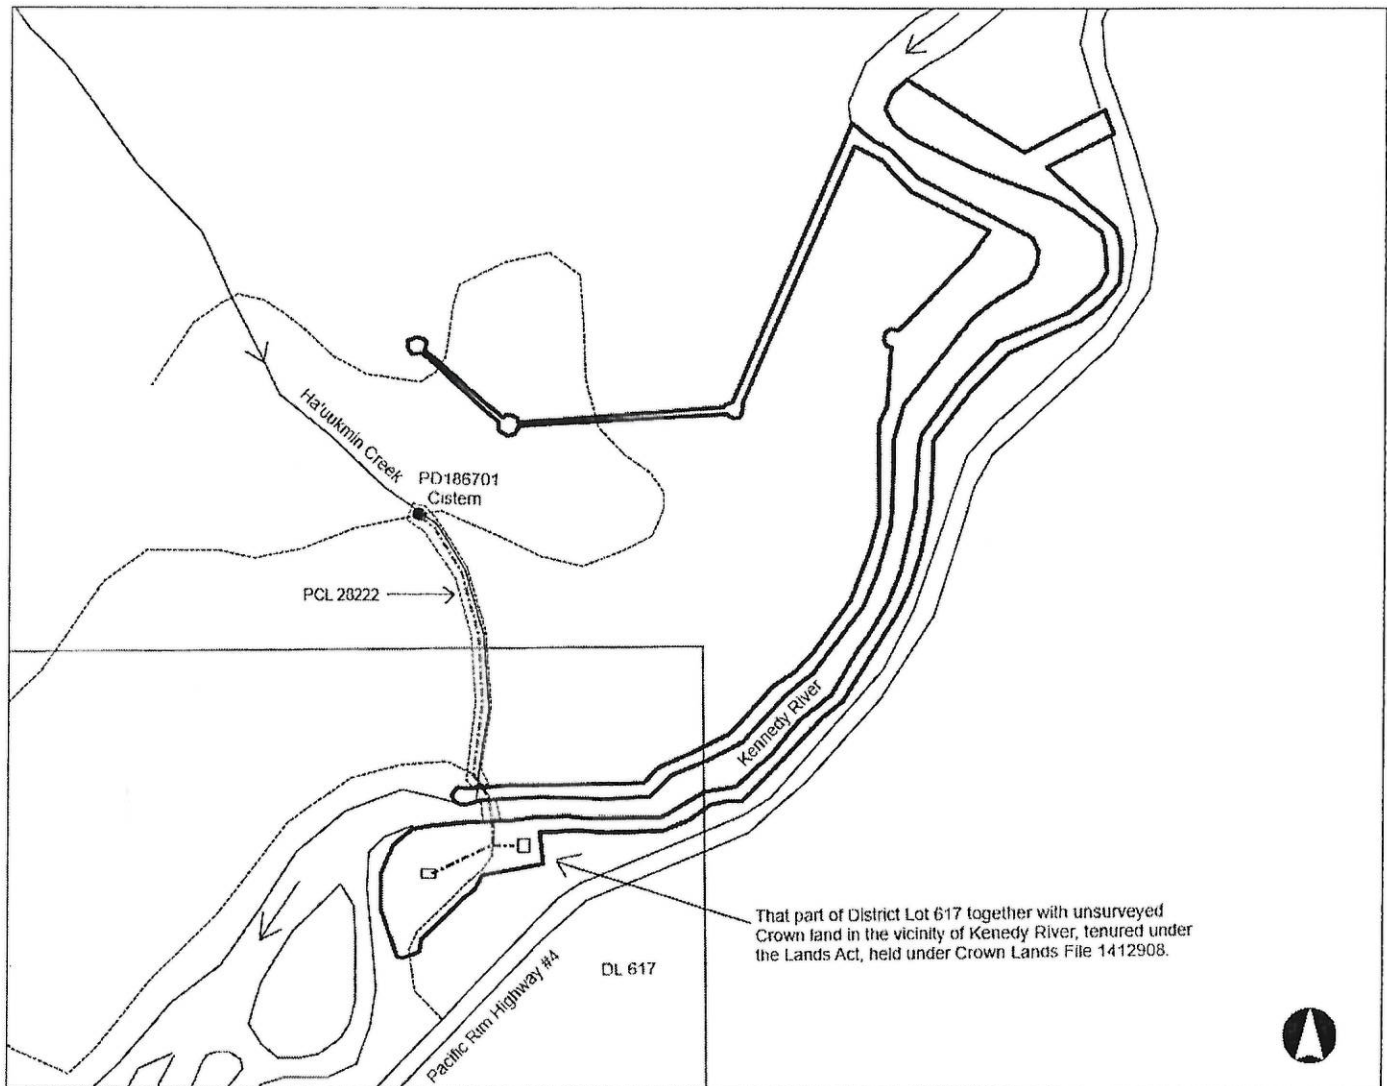 Ha'uukmin Creek
PD186701
Cistern
PCL 28222
Kennedy River
That part of District Lot 617 together with unsurveyed
Crown land in the vicinity of Kenedy River, tenured under
the Lands Act, held under Crown Lands File 1412908.
DL 617
Pacific Rim Highway #4